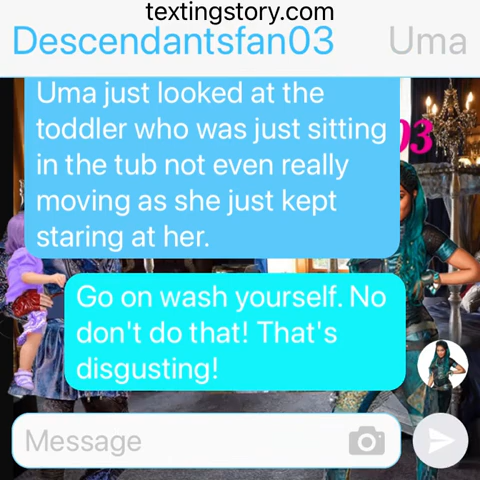 textingstory.com
Descendantsfan03 Uma
Uma just looked at the
toddler who was just sitting
in the tub not even really
moving as she just kept
staring at her.
03
Go on wash yourself. No
don't do that! That's
disgusting!
Message